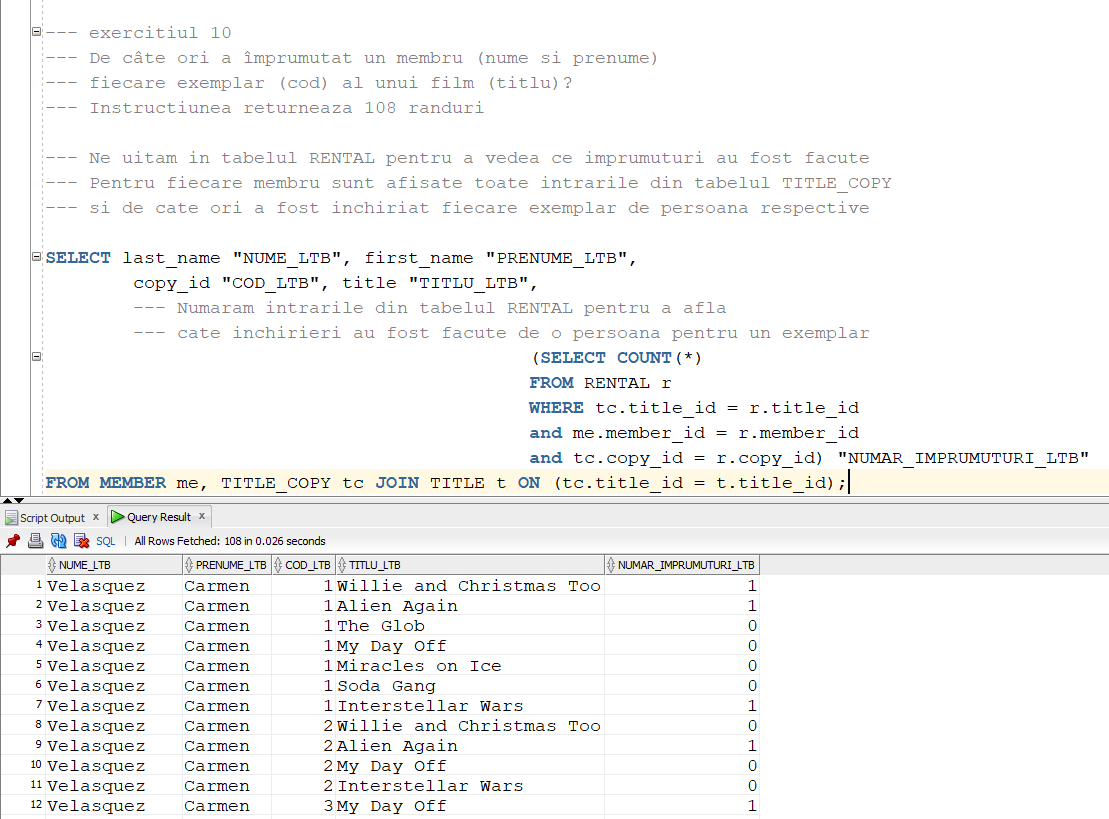 --- exercitiul 10
--- De câte ori a împrumutat un membru (nume si prenume)
--- fiecare exemplar (cod) al unui film (titlu)?
--- Instructiunea returneaza 108 randuri
--- Ne uitam in tabelul RENTAL pentru a vedea ce imprumuturi au fost facute
--- Pentru fiecare membru sunt afisate toate intrarile din tabelul TITLE_COPY
--- si de cate ori a fost inchiriat fiecare exemplar de persoana respective
SELECT last_name "NUME_LTB", first_name "PRENUME_LTB",
copy_id "COD_LTB", title "TITLU_LTB",
--- Numaram intrarile din tabelul RENTAL pentru a afla
--- cate inchirieri au fost facute de o persoana pentru un exemplar
(SELECT COUNT(*)
FROM RENTAL r
WHERE tc.title_id = r.title_id
and me.member_id = r.member_id
and tc.copy_id = r.copy_id) "NUMAR_IMPRUMUTURI_LTB"
FROM MEMBER me, TITLE_COPY tc JOIN TITLE t ON (tc.title_id = t.title_id);
Script Output x Query Result x
SQL | All Rows Fetched: 108 in 0.026 seconds
NUME_LTB PRENUME_LTB COD_LTB TITLU_LTB NUMAR_IMPRUMUTURI_LTB
1 Velasquez Carmen 1 Willie and Christmas Too 1
2 Velasquez Carmen 1 Alien Again 1
3 Velasquez Carmen 1 The Glob 0
4 Velasquez Carmen 1 My Day Off 0
5 Velasquez Carmen 1 Miracles on Ice 0
6 Velasquez Carmen 1 Soda Gang 0
7 Velasquez Carmen 1 Interstellar Wars 1
8 Velasquez Carmen 2 Willie and Christmas Too 0
9 Velasquez Carmen 2 Alien Again 1
10 Velasquez Carmen 2 My Day Off 0
11 Velasquez Carmen 2 Interstellar Wars 0
12 Velasquez Carmen 3 My Day Off 1